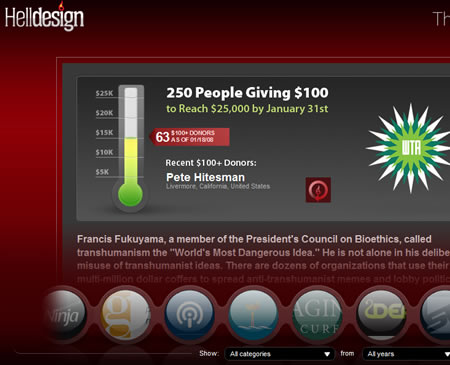 Helldesign
Th
250 People Giving $100
to Reach $25,000 by January 31st
$25K
$20K
$15K
$10K
$5K
63 $100+ DONORS
AS OF 01/18/08
Recent $100+ Donors:
Pete Hitesman
Livermore, California, United States
WTA
Francis Fukuyama, a member of the President's Council on Bioethics, called
transhumanism the "World's Most Dangerous Idea." He is not alone in his delibe
misuse of transhumanist ideas. There are dozens of organizations that use their
multi-million dollar coffers to spread anti-transhumanist memes and lobby politi
Ninja
g
AGIN
CURF
2DE
Show: All categories from All years